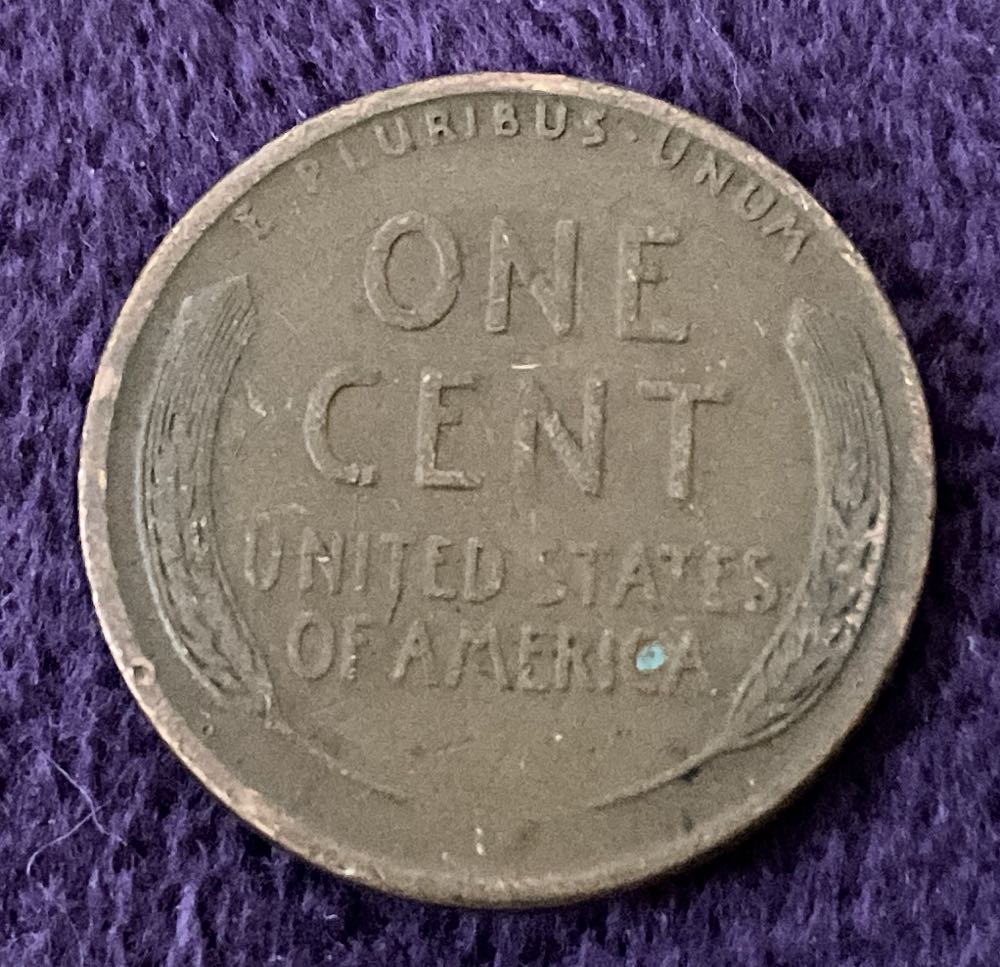 E PLURIBUS · UNUM
ONE
CENT
UNITED STATES
OF AMERICA